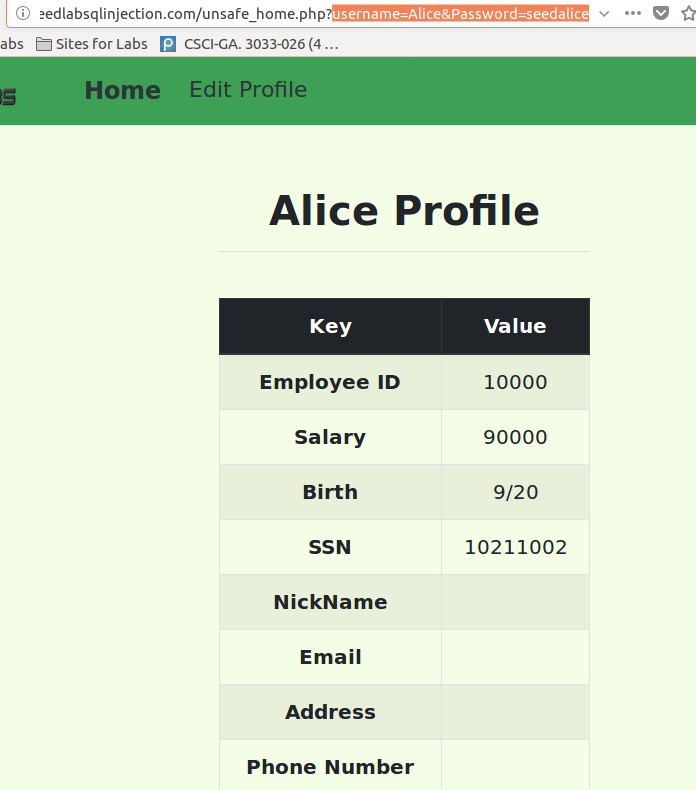 edlabsqlinjection.com/unsafe_home.php?username=Alice&Password=seedalice
abs Sites for Labs CSCI-GA. 3033-026 (4 ...
Home Edit Profile
Alice Profile
Key Value
Employee ID 10000
Salary 90000
Birth 9/20
SSN 10211002
NickName
Email
Address
Phone Number